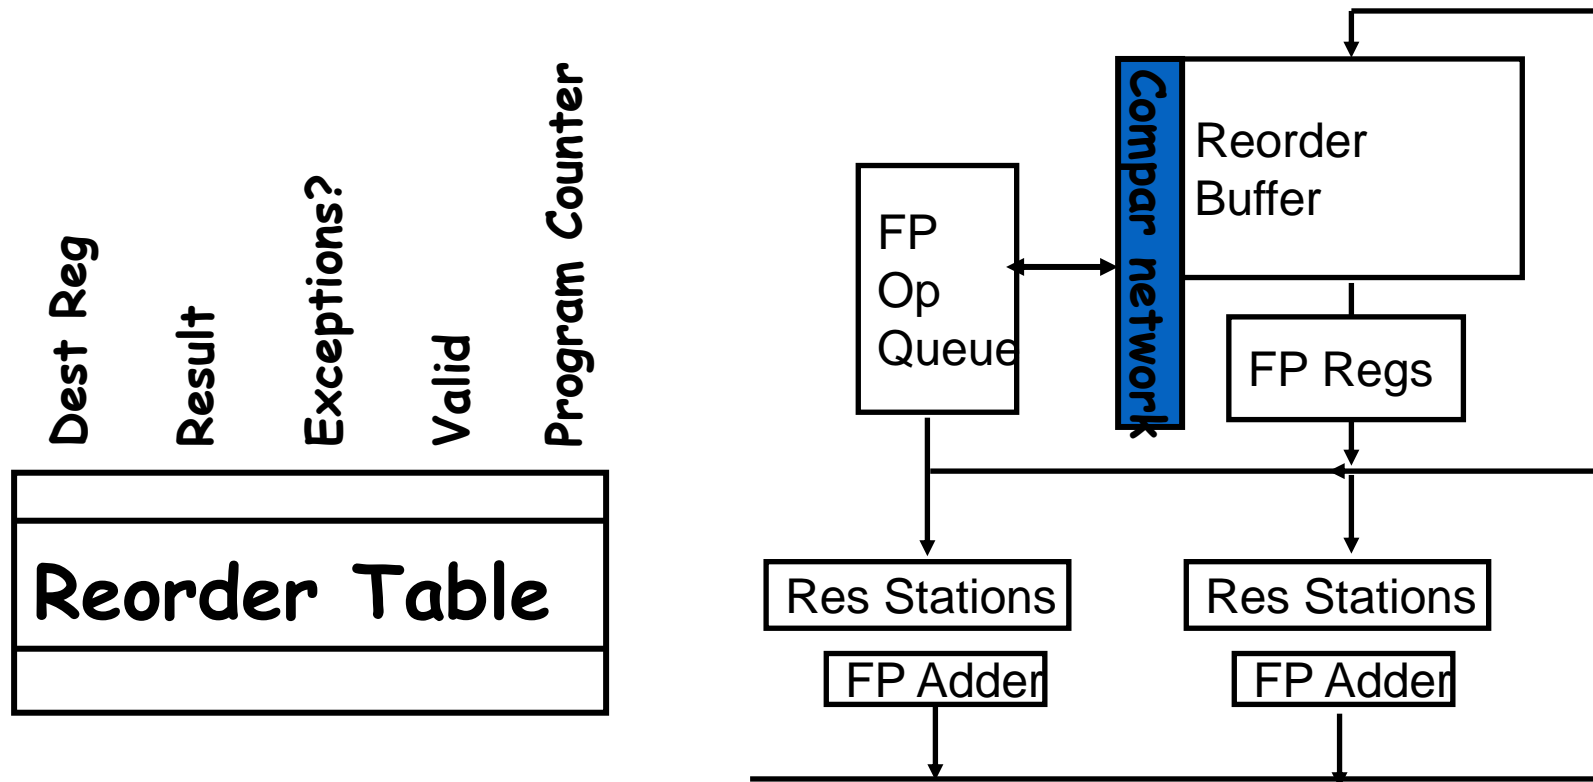 Dest Reg
Result
Exceptions?
Valid
Program Counter
Reorder Table
FP
Op
Queue
Compar network
Reorder
Buffer
FP Regs
Res Stations
Res Stations
FP Adder
FP Adder